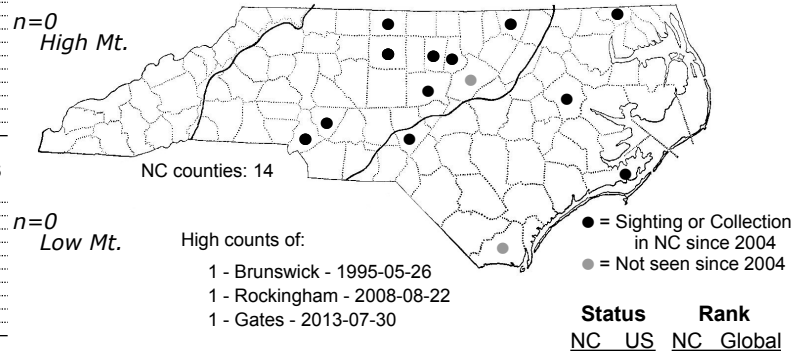 n=0
High Mt.
NC counties: 14
n=0
Low Mt.
High counts of:
1 - Brunswick - 1995-05-26
1 - Rockingham - 2008-08-22
1 - Gates - 2013-07-30
● = Sighting or Collection
in NC since 2004
● = Not seen since 2004
Status Rank
NC US NC Global